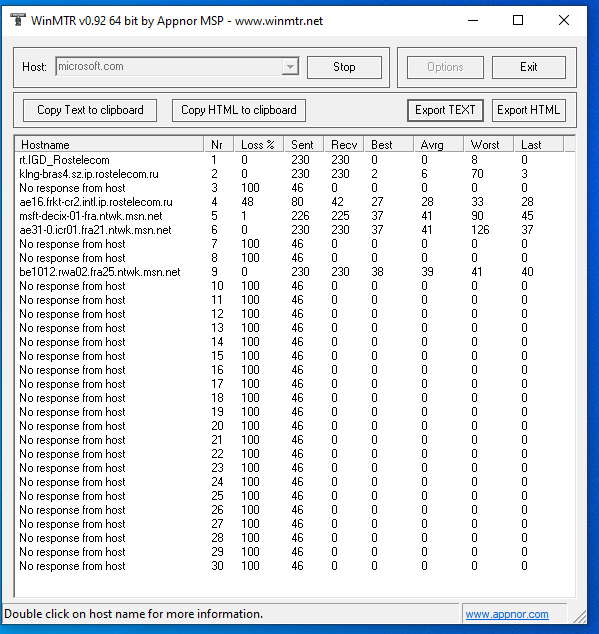 WinMTR v0.92 64 bit by Appnor MSP - www.winmtr.net
Host: microsoft.com Stop Options Exit
Copy Text to clipboard Copy HTML to clipboard Export TEXT Export HTML
Hostname Nr Loss % Sent Recv Best Avrg Worst Last
rt.IGD_Rostelecom 1 0 230 230 0 0 8 0
klng-bras4.sz.ip.rostelecom.ru 2 0 230 230 2 6 70 3
No response from host 3 100 46 0 0 0 0 0
ae16.frkt-cr2.intl.ip.rostelecom.ru 4 48 80 42 27 28 33 28
msft-decix-01-fra.ntwk.msn.net 5 1 226 225 37 41 90 45
ae31-0.icr01.fra21.ntwk.msn.net 6 0 230 230 37 41 126 37
No response from host 7 100 46 0 0 0 0 0
No response from host 8 100 46 0 0 0 0 0
be1012.rwa02.fra25.ntwk.msn.net 9 0 230 230 38 39 41 40
No response from host 10 100 46 0 0 0 0 0
No response from host 11 100 46 0 0 0 0 0
No response from host 12 100 46 0 0 0 0 0
No response from host 13 100 46 0 0 0 0 0
No response from host 14 100 46 0 0 0 0 0
No response from host 15 100 46 0 0 0 0 0
No response from host 16 100 46 0 0 0 0 0
No response from host 17 100 46 0 0 0 0 0
No response from host 18 100 46 0 0 0 0 0
No response from host 19 100 46 0 0 0 0 0
No response from host 20 100 46 0 0 0 0 0
No response from host 21 100 46 0 0 0 0 0
No response from host 22 100 46 0 0 0 0 0
No response from host 23 100 46 0 0 0 0 0
No response from host 24 100 46 0 0 0 0 0
No response from host 25 100 46 0 0 0 0 0
No response from host 26 100 46 0 0 0 0 0
No response from host 27 100 46 0 0 0 0 0
No response from host 28 100 46 0 0 0 0 0
No response from host 29 100 46 0 0 0 0 0
No response from host 30 100 46 0 0 0 0 0
Double click on host name for more information. www.appnor.com